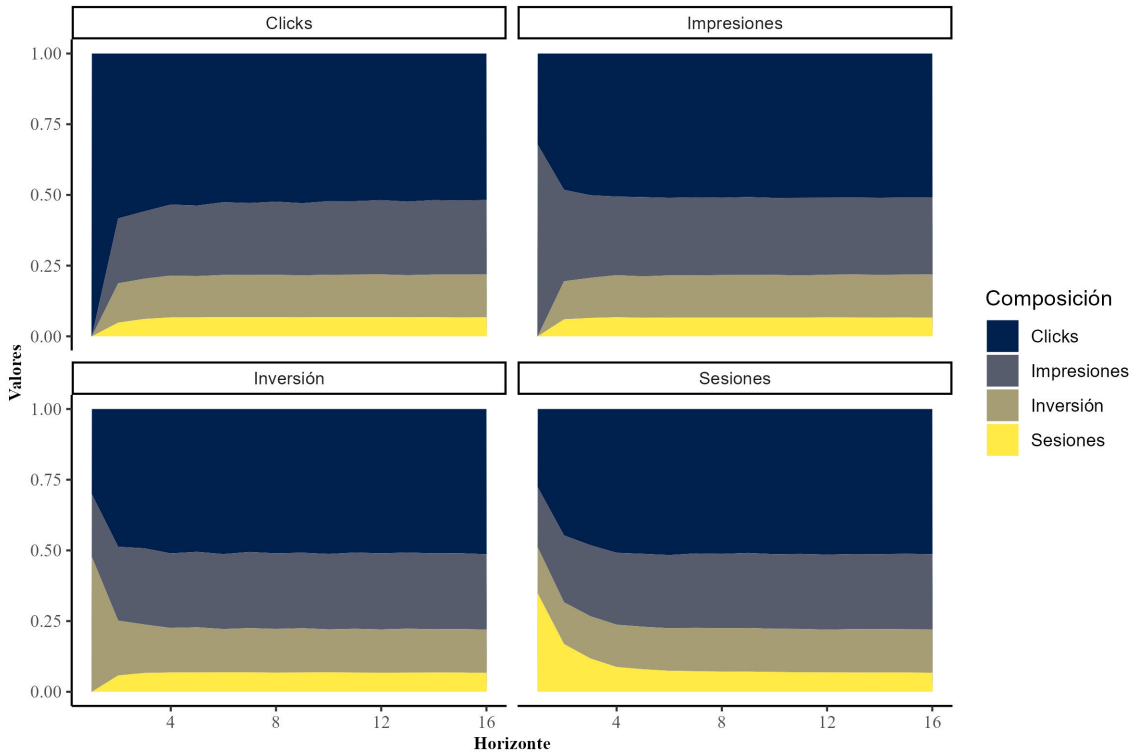 Clicks
Impresiones
1.00
0.75
0.50
0.25
0.00
Inversión
Sesiones
1.00
0.75
0.50
0.25
0.00
4
8
12
16
4
8
12
16
Valores
Horizonte
Composición
Clicks
Impresiones
Inversión
Sesiones